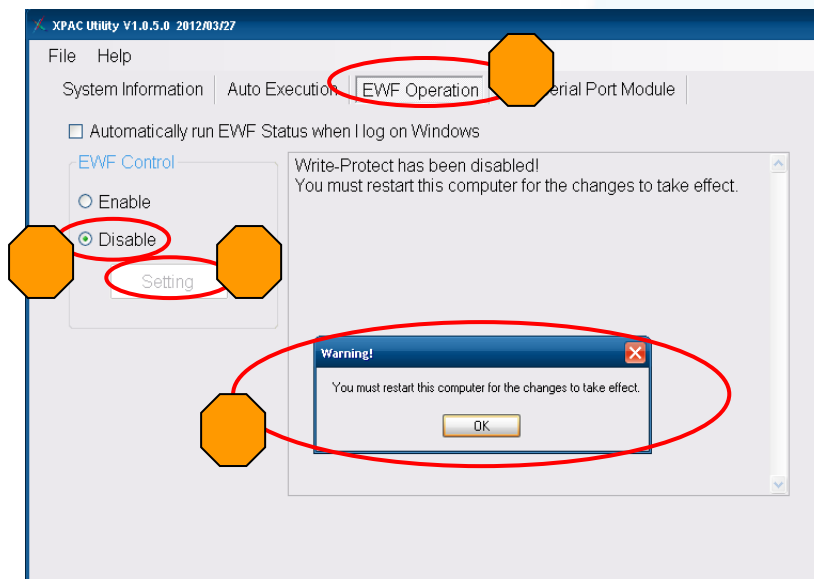 XPAC Utility V1.0.5.0 2012/03/27
File Help
System Information Auto Execution EWF Operation Port Module
Automatically run EWF Status when I log on Windows
EWF Control
Enable
Disable
Setting
Write-Protect has been disabled!
You must restart this computer for the changes to take effect.
Warning!
You must restart this computer for the changes to take effect.
OK